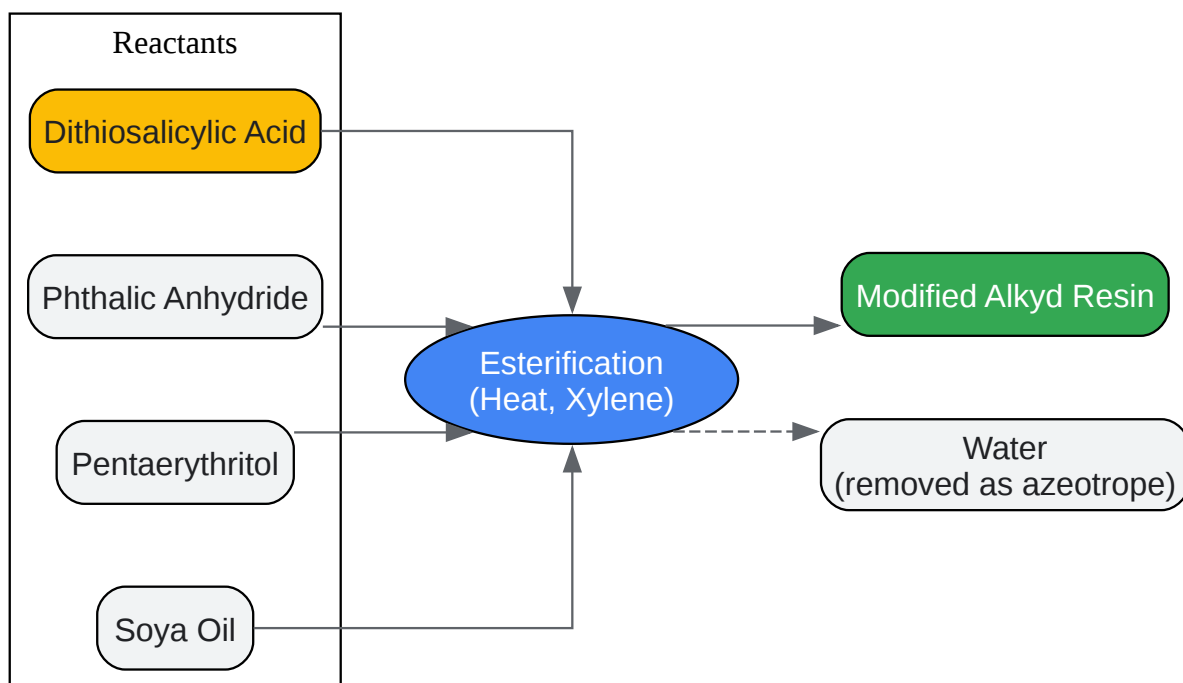 Reactants
Dithiosalicylic Acid
Phthalic Anhydride
Pentaerythritol
Soya Oil
Esterification
(Heat, Xylene)
Modified Alkyd Resin
Water
(removed as azeotrope)